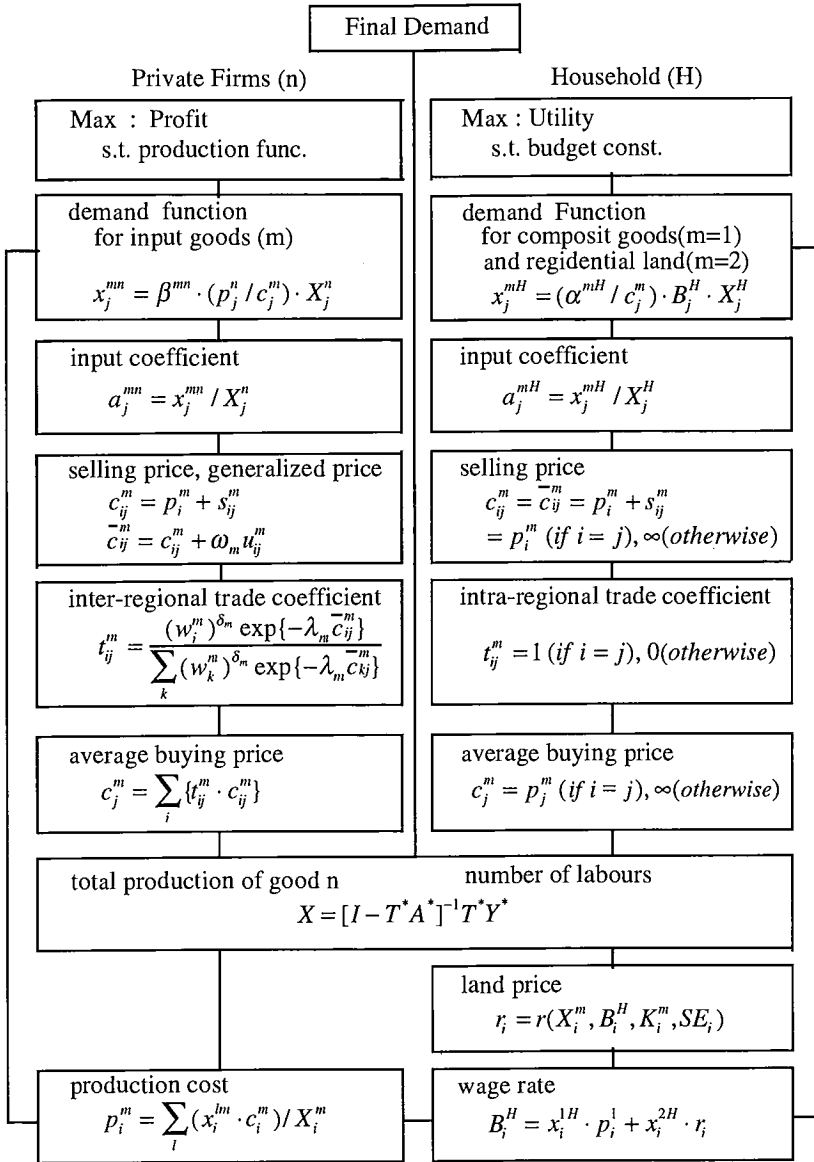 Final Demand
Private Firms (n)
Max : Profit
s.t. production func.
demand function
for input goods (m)
x_j^{mn} = β^{mn} · (p_j^n / c_j^m) · X_j^n
input coefficient
a_j^{mn} = x_j^{mn} / X_j^n
selling price, generalized price
c_{ij}^m = p_i^m + s_{ij}^m
\bar{c}_{ij}^m = c_{ij}^m + ω_m u_{ij}^m
inter-regional trade coefficient
t_{ij}^m = \frac{(w_i^m)^{δ_m} exp{-λ_m \bar{c}_{ij}^m}}{\sum_k (w_k^m)^{δ_m} exp{-λ_m \bar{c}_{kj}^m}}
average buying price
c_j^m = \sum_i {t_{ij}^m · c_{ij}^m}
Household (H)
Max : Utility
s.t. budget const.
demand Function
for composit goods(m=1)
and regidential land(m=2)
x_j^{mH} = (α^{mH} / c_j^m) · B_j^H · X_j^H
input coefficient
a_j^{mH} = x_j^{mH} / X_j^H
selling price
c_{ij}^m = \bar{c}_{ij}^m = p_i^m + s_{ij}^m
= p_i^m (if i = j), ∞(otherwise)
intra-regional trade coefficient
t_{ij}^m = 1 (if i = j), 0(otherwise)
average buying price
c_j^m = p_j^m (if i = j), ∞(otherwise)
total production of good n number of labours
X = [I − T^* A^*]^{-1} T^* Y^*
land price
r_i = r(X_i^m, B_i^H, K_i^m, SE_i)
production cost
p_i^m = \sum_l (x_i^{lm} · c_i^m) / X_i^m
wage rate
B_i^H = x_i^{1H} · p_i^1 + x_i^{2H} · r_i